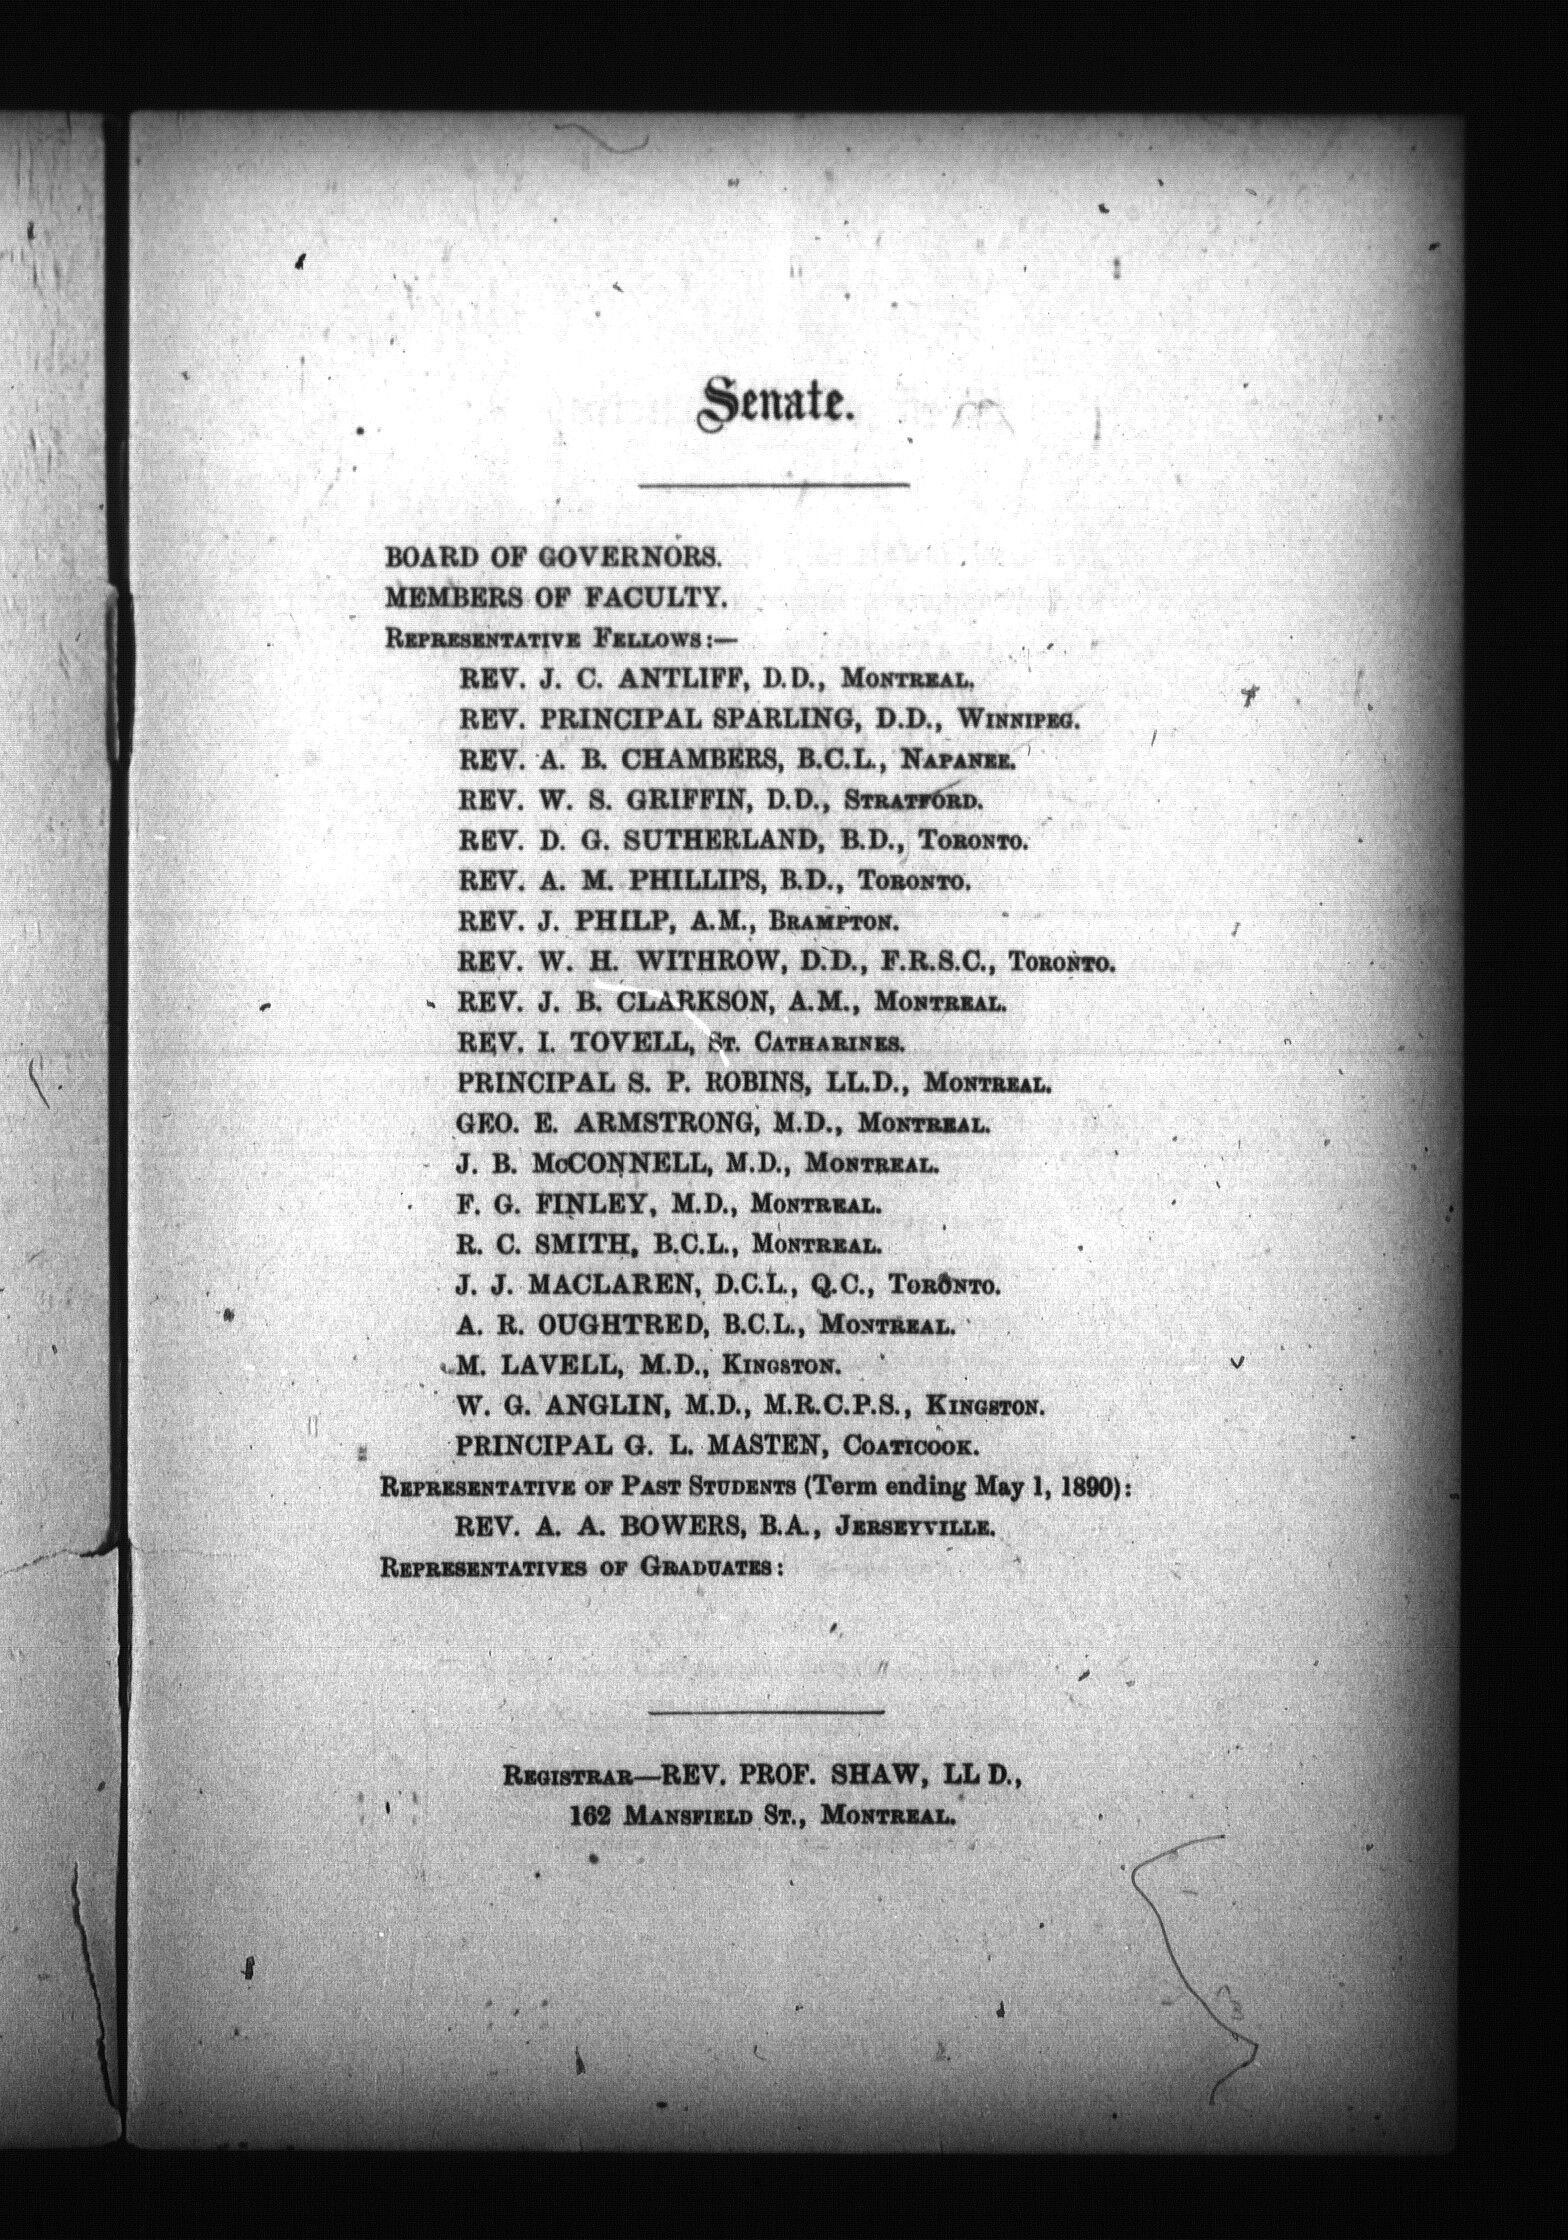 Senate.
BOARD OF GOVERNORS.
MEMBERS OF FACULTY.
REPRESENTATIVE FELLOWS:—
REV. J. C. ANTLIFF, D.D., MONTREAL.
REV. PRINCIPAL SPARLING, D.D., WINNIPEG.
REV. A. B. CHAMBERS, B.C.L., NAPANEE.
REV. W. S. GRIFFIN, D.D., STRATFORD.
REV. D. G. SUTHERLAND, B.D., TORONTO.
REV. A. M. PHILLIPS, B.D., TORONTO.
REV. J. PHILP, A.M., BRAMPTON.
REV. W. H. WITHROW, D.D., F.R.S.C., TORONTO.
REV. J. B. CLARKSON, A.M., MONTREAL.
REV. I. TOVELL, ST. CATHARINES.
PRINCIPAL S. P. ROBINS, LL.D., MONTREAL.
GEO. E. ARMSTRONG, M.D., MONTREAL.
J. B. McCONNELL, M.D., MONTREAL.
F. G. FINLEY, M.D., MONTREAL.
R. C. SMITH, B.C.L., MONTREAL.
J. J. MACLAREN, D.C.L., Q.C., TORONTO.
A. R. OUGHTRED, B.C.L., MONTREAL.
M. LAVELL, M.D., KINGSTON.
W. G. ANGLIN, M.D., M.R.C.P.S., KINGSTON.
PRINCIPAL G. L. MASTEN, COATICOOK.
REPRESENTATIVE OF PAST STUDENTS (Term ending May 1, 1890):
REV. A. A. BOWERS, B.A., JERSEYVILLE.
REPRESENTATIVES OF GRADUATES:
REGISTRAR—REV. PROF. SHAW, LL D.,
162 MANSFIELD ST., MONTREAL.